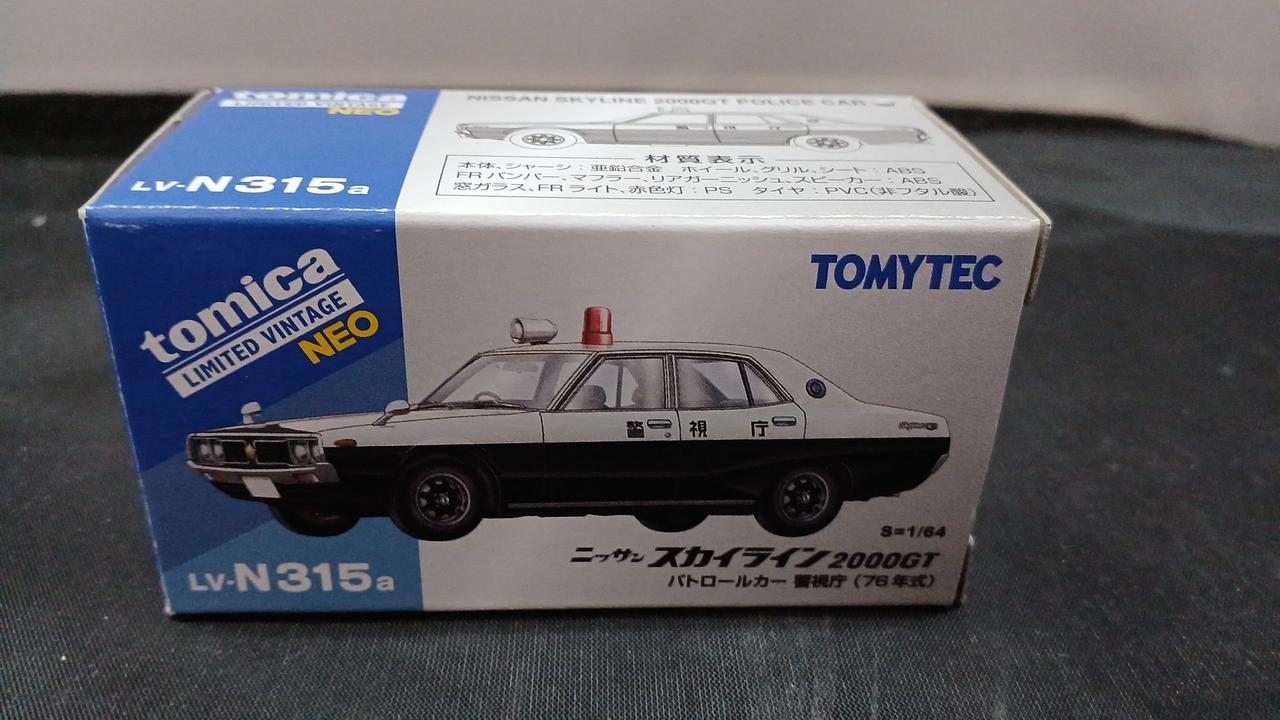 tomica
LIMITED VINTAGE
NEO
LV-N315a
NISSAN SKYLINE 2000GT POLICE CAR
材質表示
本体、シャーシ:亜鉛合金 ホイール、グリル、シート:ABS
FRバンパー、マフラー、リアガーニッシュ、スピーカー:ABS
窓ガラス、FRライト、赤色灯:PS タイヤ:PVC(非フタル酸)
TOMYTEC
tomica
LIMITED VINTAGE
NEO
警視庁
Skyline
S=1/64
ニッサン スカイライン 2000GT
パトロールカー 警視庁 (76年式)
LV-N315a